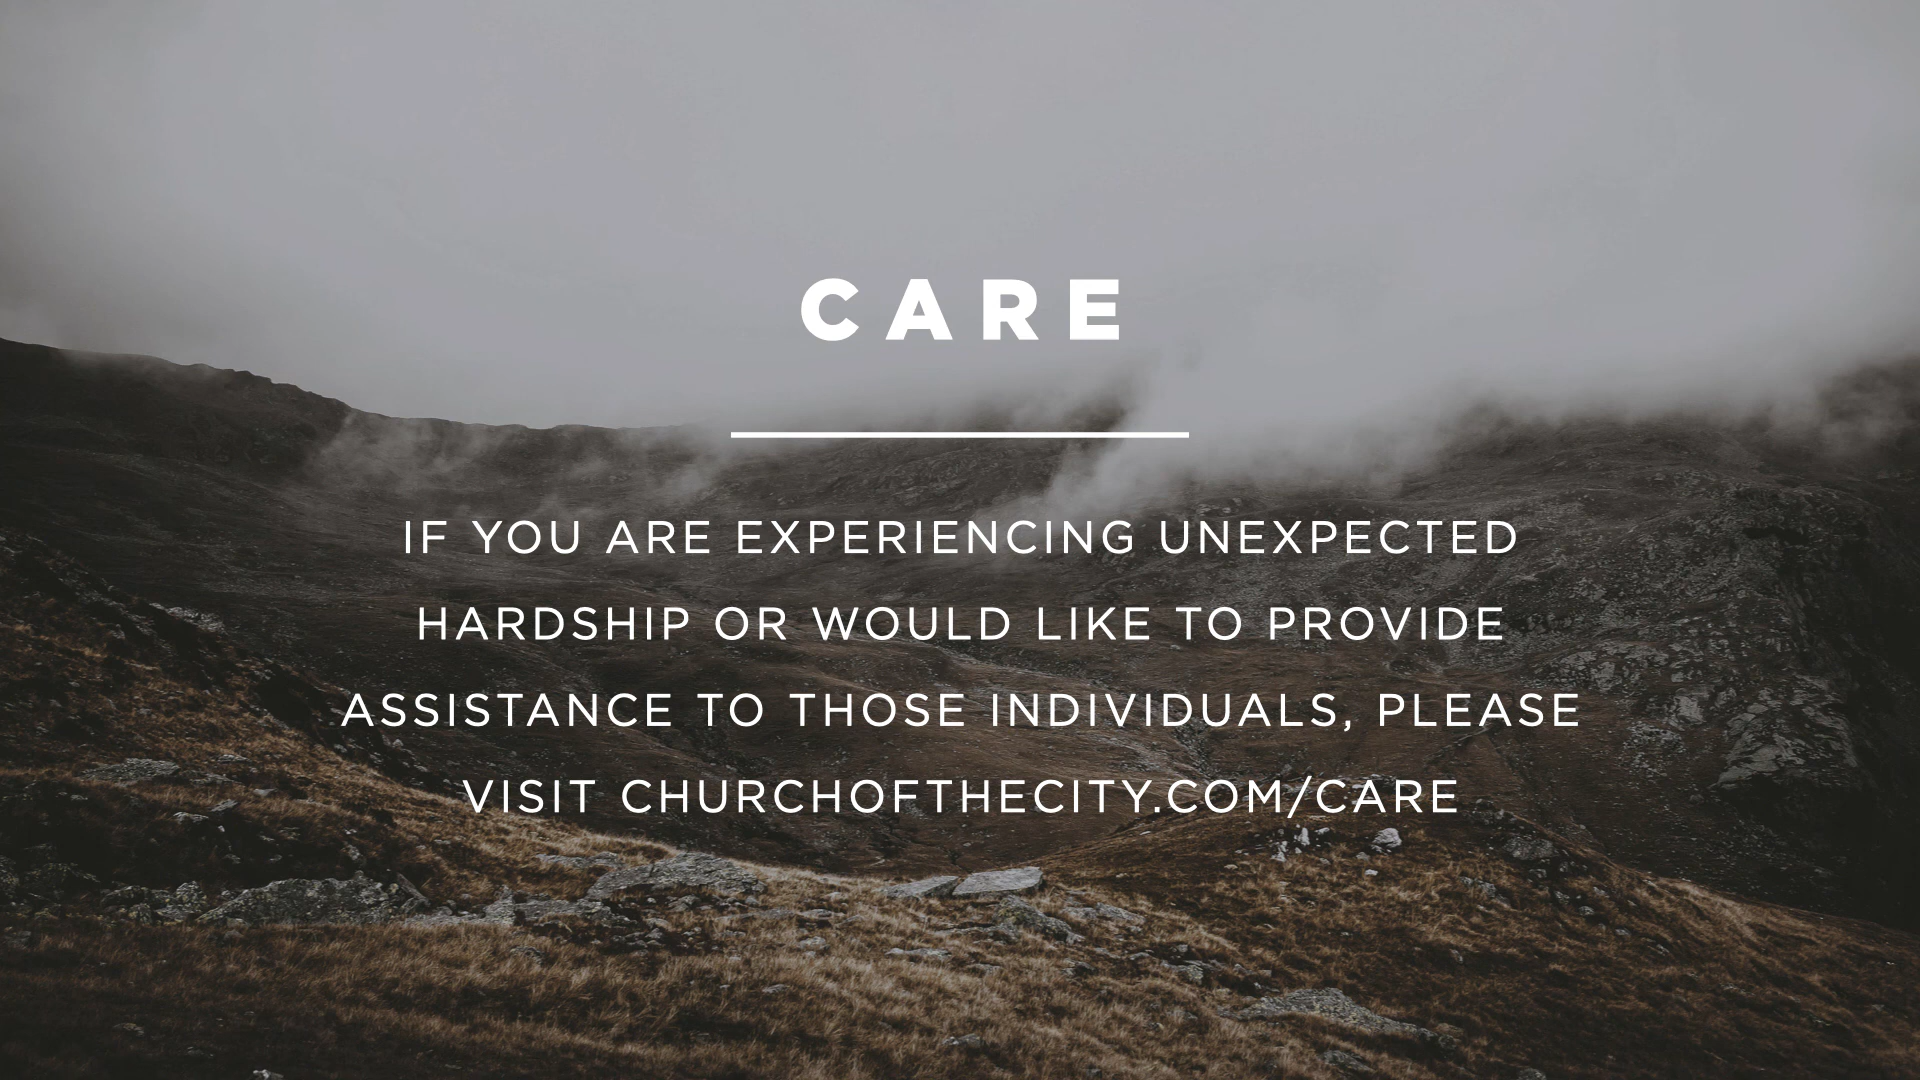 CARE
IF YOU ARE EXPERIENCING UNEXPECTED
HARDSHIP OR WOULD LIKE TO PROVIDE
ASSISTANCE TO THOSE INDIVIDUALS, PLEASE
VISIT CHURCHOFTHECITY.COM/CARE